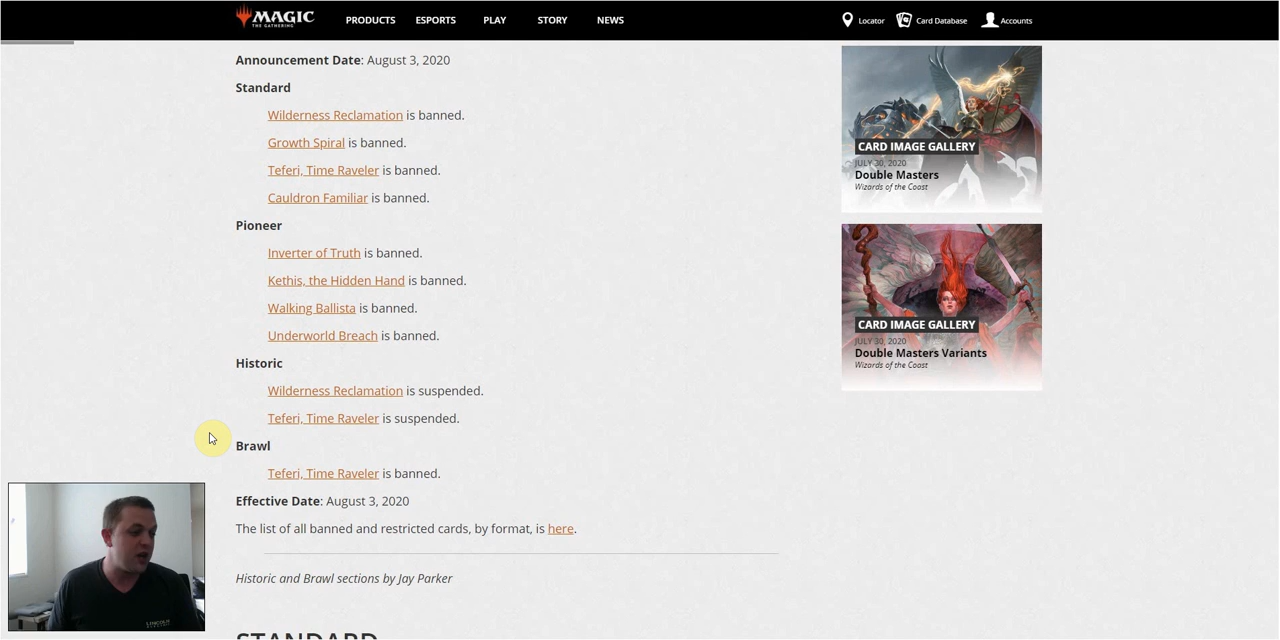 MAGIC
THE GATHERING
PRODUCTS
ESPORTS
PLAY
STORY
NEWS
Locator
Card Database
Accounts
Announcement Date: August 3, 2020
Standard
Wilderness Reclamation is banned.
Growth Spiral is banned.
Teferi, Time Raveler is banned.
Cauldron Familiar is banned.
Pioneer
Inverter of Truth is banned.
Kethis, the Hidden Hand is banned.
Walking Ballista is banned.
Underworld Breach is banned.
Historic
Wilderness Reclamation is suspended.
Teferi, Time Raveler is suspended.
Brawl
Teferi, Time Raveler is banned.
Effective Date: August 3, 2020
The list of all banned and restricted cards, by format, is here.
Historic and Brawl sections by Jay Parker
STANDARD
CARD IMAGE GALLERY
JULY 30, 2020
Double Masters
Wizards of the Coast
CARD IMAGE GALLERY
JULY 30, 2020
Double Masters Variants
Wizards of the Coast
LINCOLN